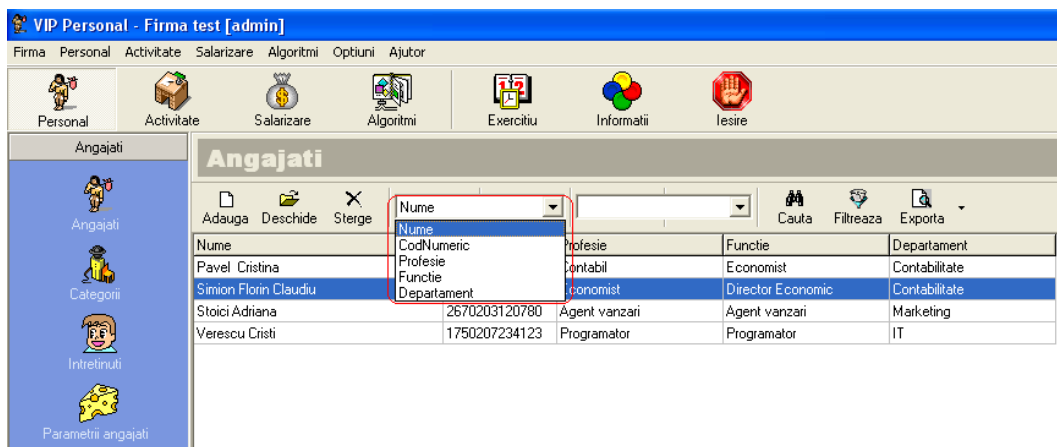 VIP Personal - Firma test [admin]
Firma Personal Activitate Salarizare Algoritmi Optiuni Ajutor
Personal Activitate Salarizare Algoritmi Exercitiu Informatii Iesire
Angajati
Angajati
Categorii
Intretinuti
Parametrii angajati
Angajati
Adauga Deschide Sterge Nume Cauta Filtreaza Exporta
Nume
CodNumeric
Profesie
Functie
Departament
Nume Profesie Functie Departament
Pavel Cristina Contabil Economist Contabilitate
Simion Florin Claudiu Economist Director Economic Contabilitate
Stoici Adriana 2670203120780 Agent vanzari Agent vanzari Marketing
Verescu Cristi 1750207234123 Programator Programator IT